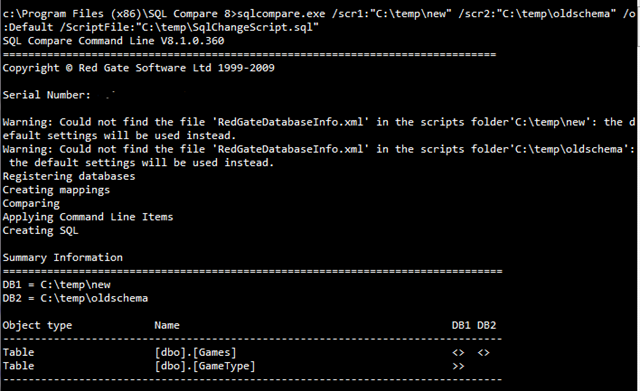 c:\Program Files (x86)\SQL Compare 8>sqlcompare.exe /scr1:"C:\temp\new" /scr2:"C:\temp\oldschema" /o
:Default /ScriptFile:"C:\temp\SqlChangeScript.sql"
SQL Compare Command Line V8.1.0.360
==============================================================================
Copyright © Red Gate Software Ltd 1999-2009
Serial Number:
Warning: Could not find the file 'RedGateDatabaseInfo.xml' in the scripts folder'C:\temp\new': the d
efault settings will be used instead.
Warning: Could not find the file 'RedGateDatabaseInfo.xml' in the scripts folder'C:\temp\oldschema':
 the default settings will be used instead.
Registering databases
Creating mappings
Comparing
Applying Command Line Items
Creating SQL
Summary Information
===============================================================================
DB1 = C:\temp\new
DB2 = C:\temp\oldschema
Object type             Name                                           DB1 DB2
-------------------------------------------------------------------------------
Table                   [dbo].[Games]                                  <>  <>
Table                   [dbo].[GameType]                               >>
-------------------------------------------------------------------------------